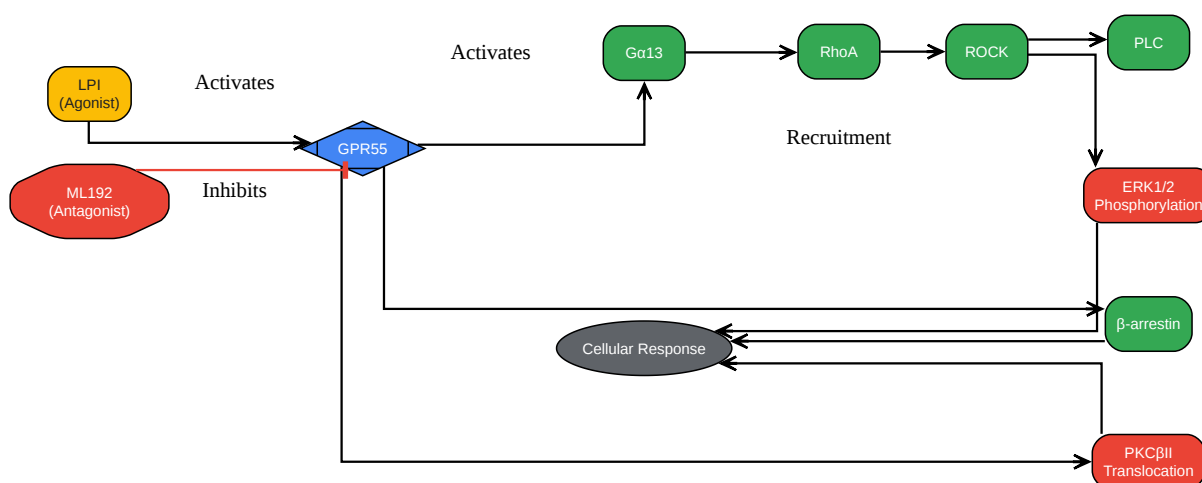 Activates
Gα13
RhoA
ROCK
PLC
LPI
(Agonist)
Activates
GPR55
Recruitment
ML192
(Antagonist)
Inhibits
ERK1/2
Phosphorylation
β-arrestin
Cellular Response
PKCβII
Translocation